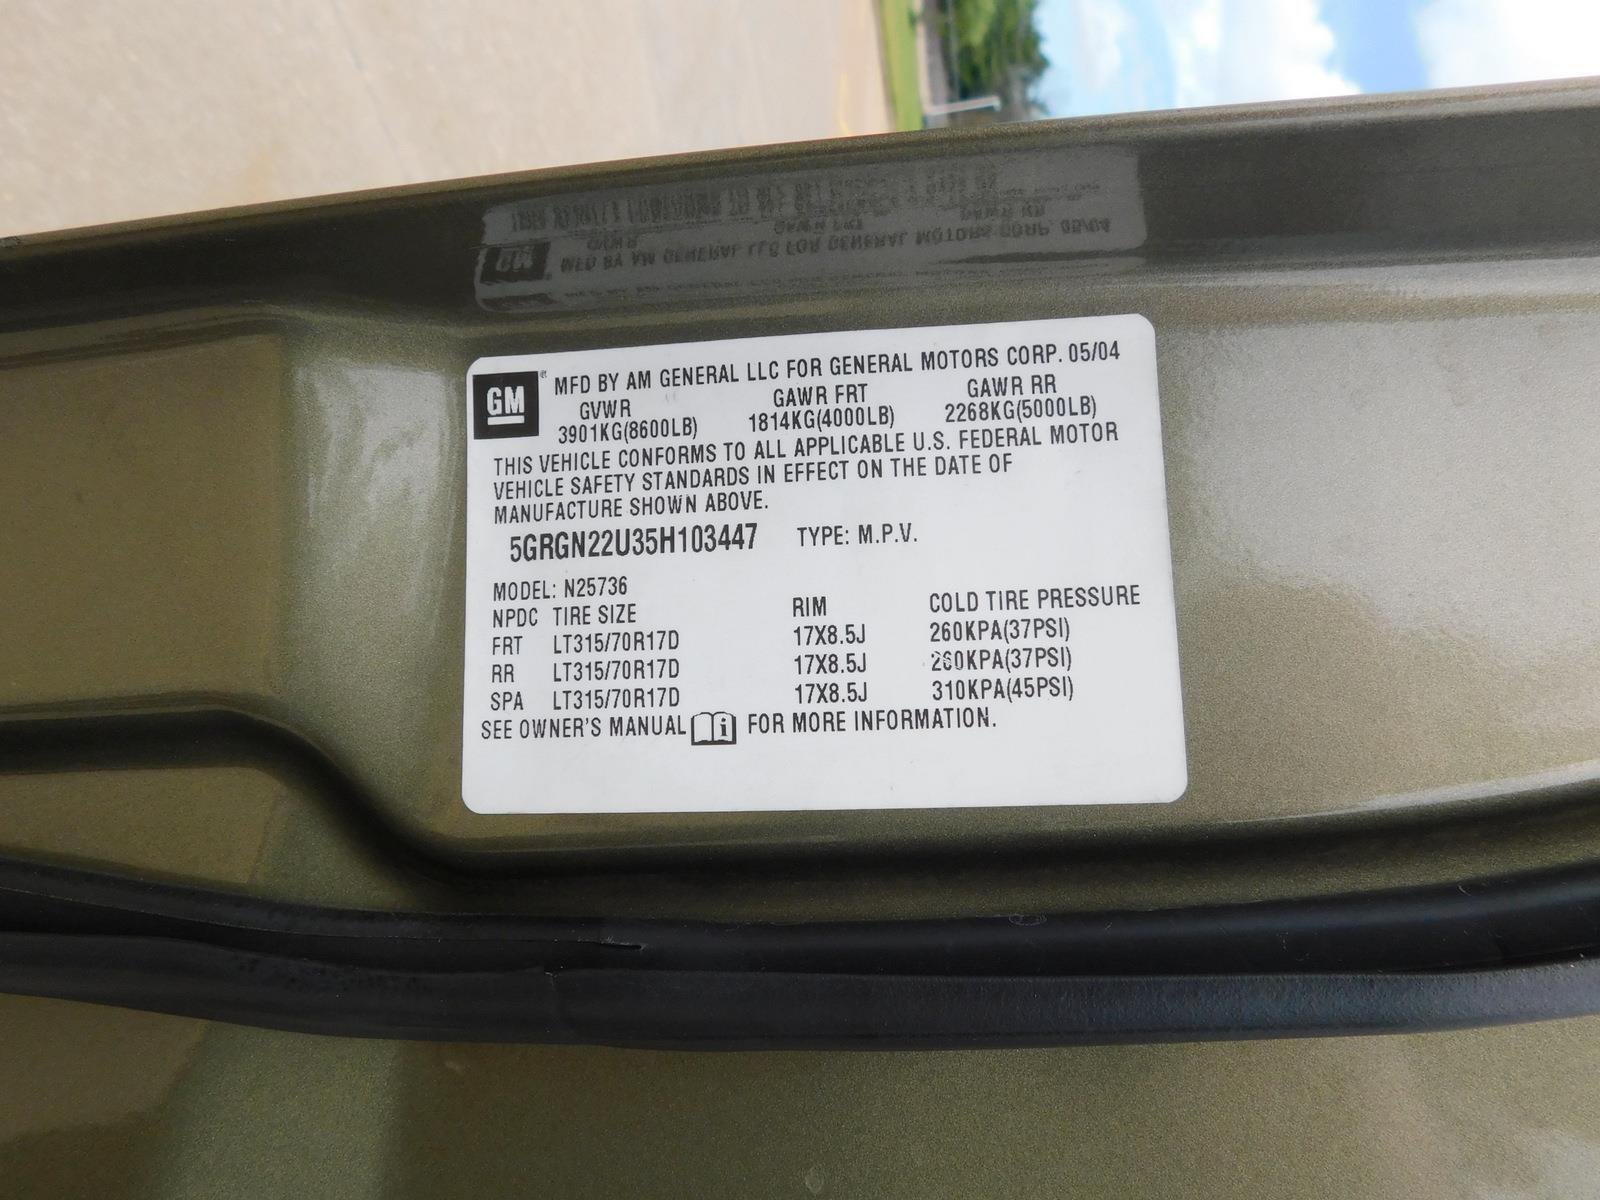 GM MFD BY AM GENERAL LLC FOR GENERAL MOTORS CORP. 05/04
GVWR GAWR FRT GAWR RR
3901KG(8600LB) 1814KG(4000LB) 2268KG(5000LB)
THIS VEHICLE CONFORMS TO ALL APPLICABLE U.S. FEDERAL MOTOR
VEHICLE SAFETY STANDARDS IN EFFECT ON THE DATE OF
MANUFACTURE SHOWN ABOVE.
5GRGN22U35H103447 TYPE: M.P.V.
MODEL: N25736
NPDC TIRE SIZE RIM COLD TIRE PRESSURE
FRT LT315/70R17D 17X8.5J 260KPA(37PSI)
RR LT315/70R17D 17X8.5J 260KPA(37PSI)
SPA LT315/70R17D 17X8.5J 310KPA(45PSI)
SEE OWNER'S MANUAL i FOR MORE INFORMATION.